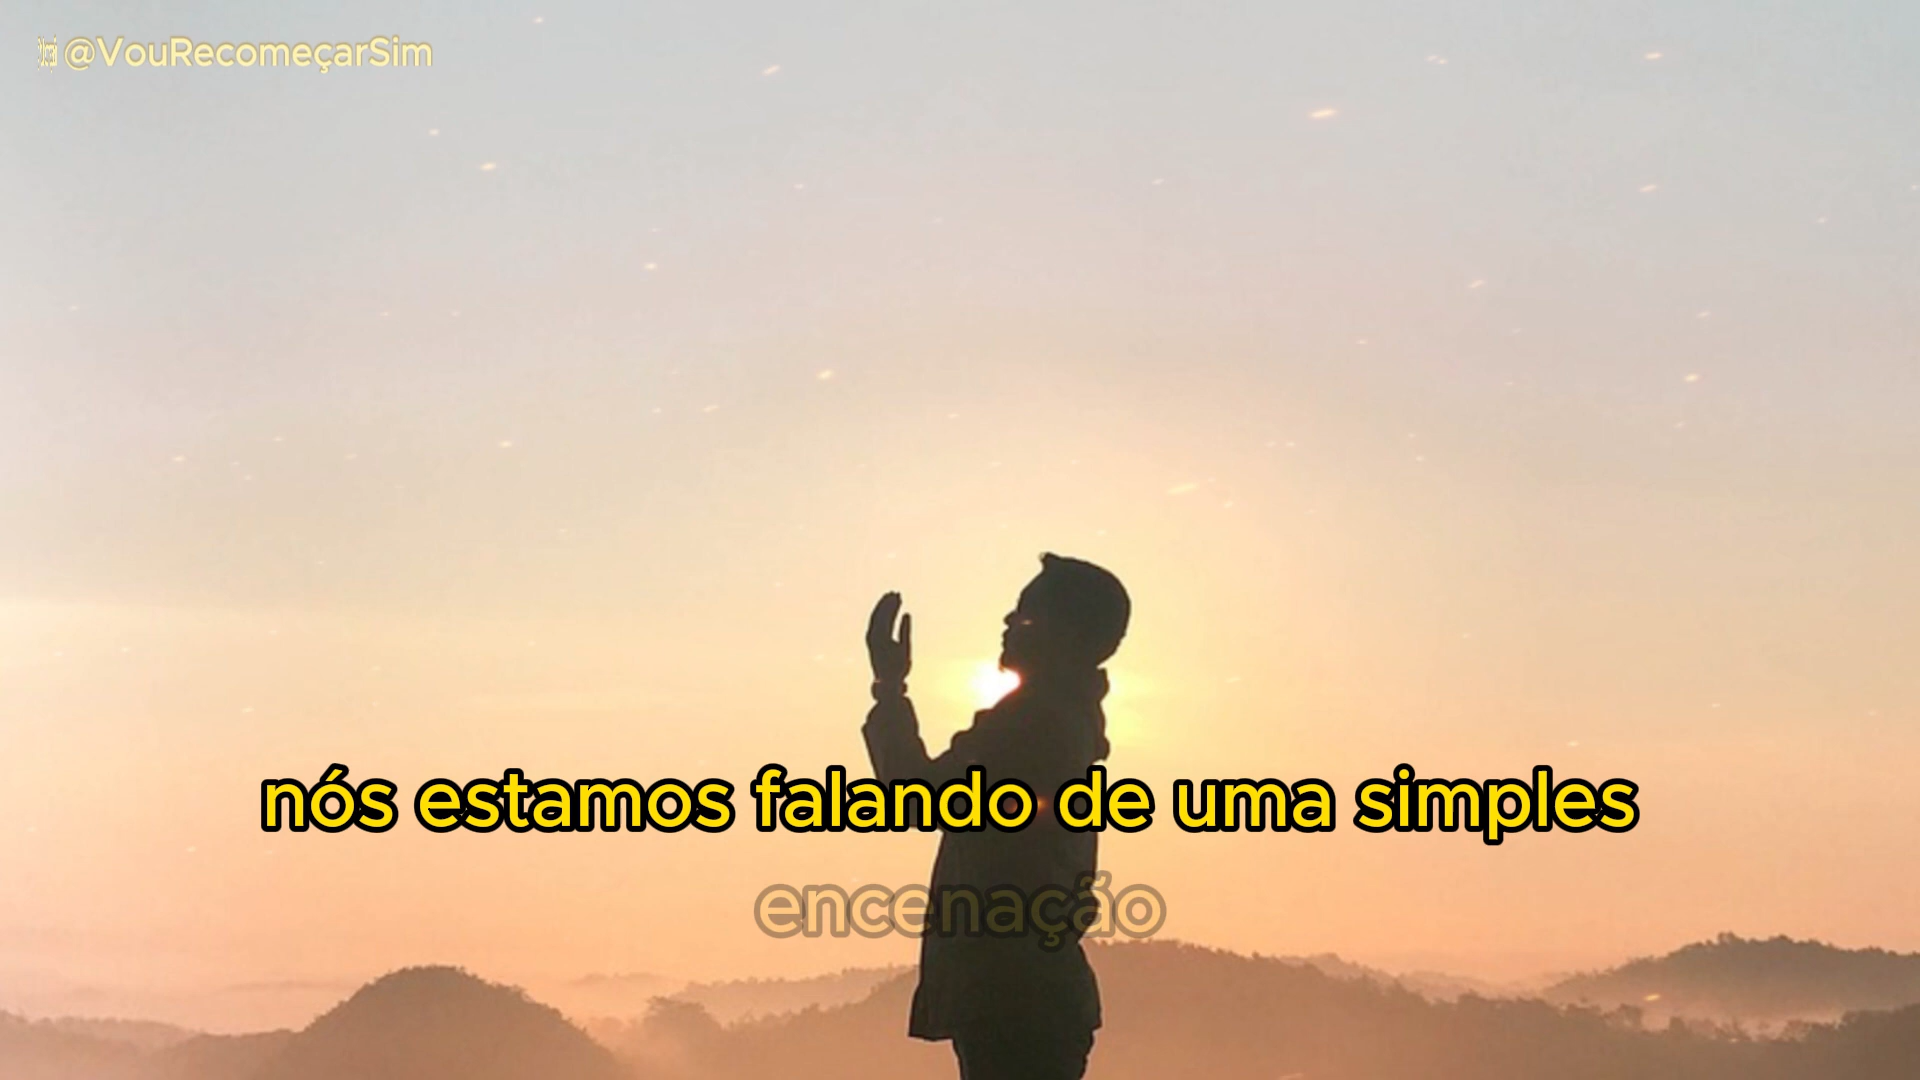 @VouRecomeçarSim
nós estamos falando de uma simples
encenação